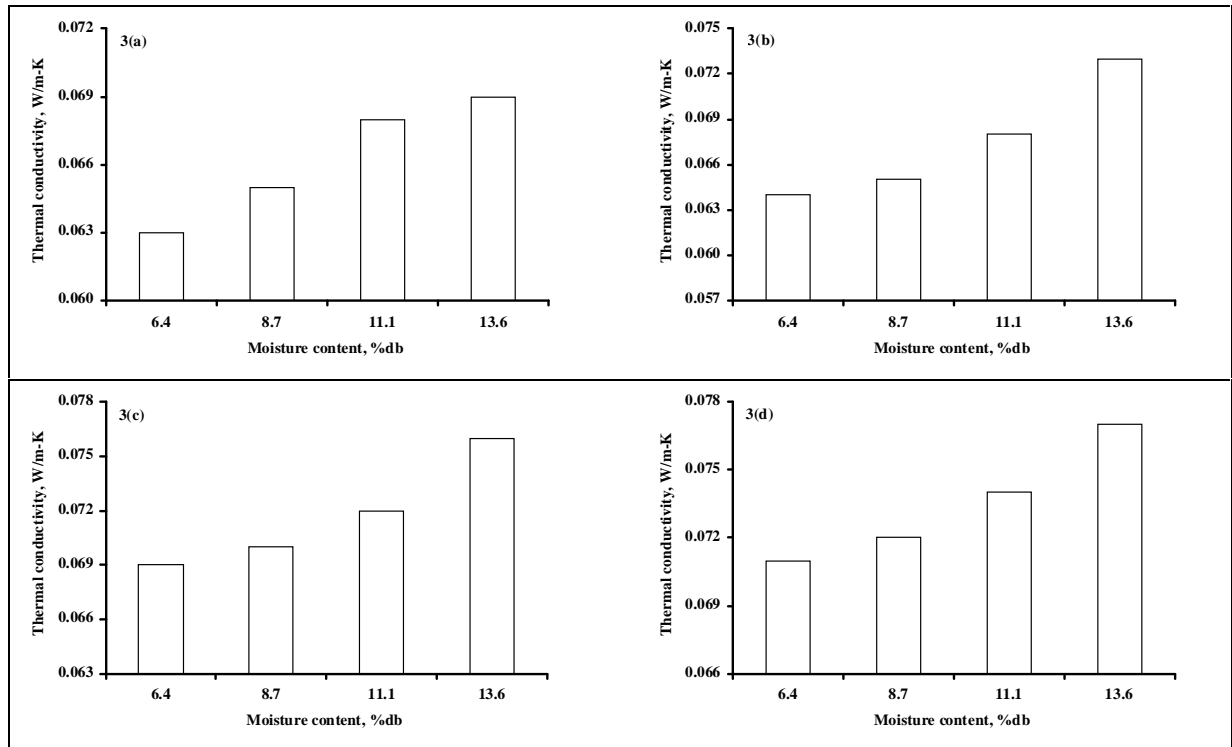 3(a)
Thermal conductivity, W/m-K
0.072
0.069
0.066
0.063
0.060
6.4 8.7 11.1 13.6
Moisture content, %db
3(b)
Thermal conductivity, W/m-K
0.075
0.072
0.069
0.066
0.063
0.060
0.057
6.4 8.7 11.1 13.6
Moisture content, %db
3(c)
Thermal conductivity, W/m-K
0.078
0.075
0.072
0.069
0.066
0.063
6.4 8.7 11.1 13.6
Moisture content, %db
3(d)
Thermal conductivity, W/m-K
0.078
0.075
0.072
0.069
0.066
6.4 8.7 11.1 13.6
Moisture content, %db